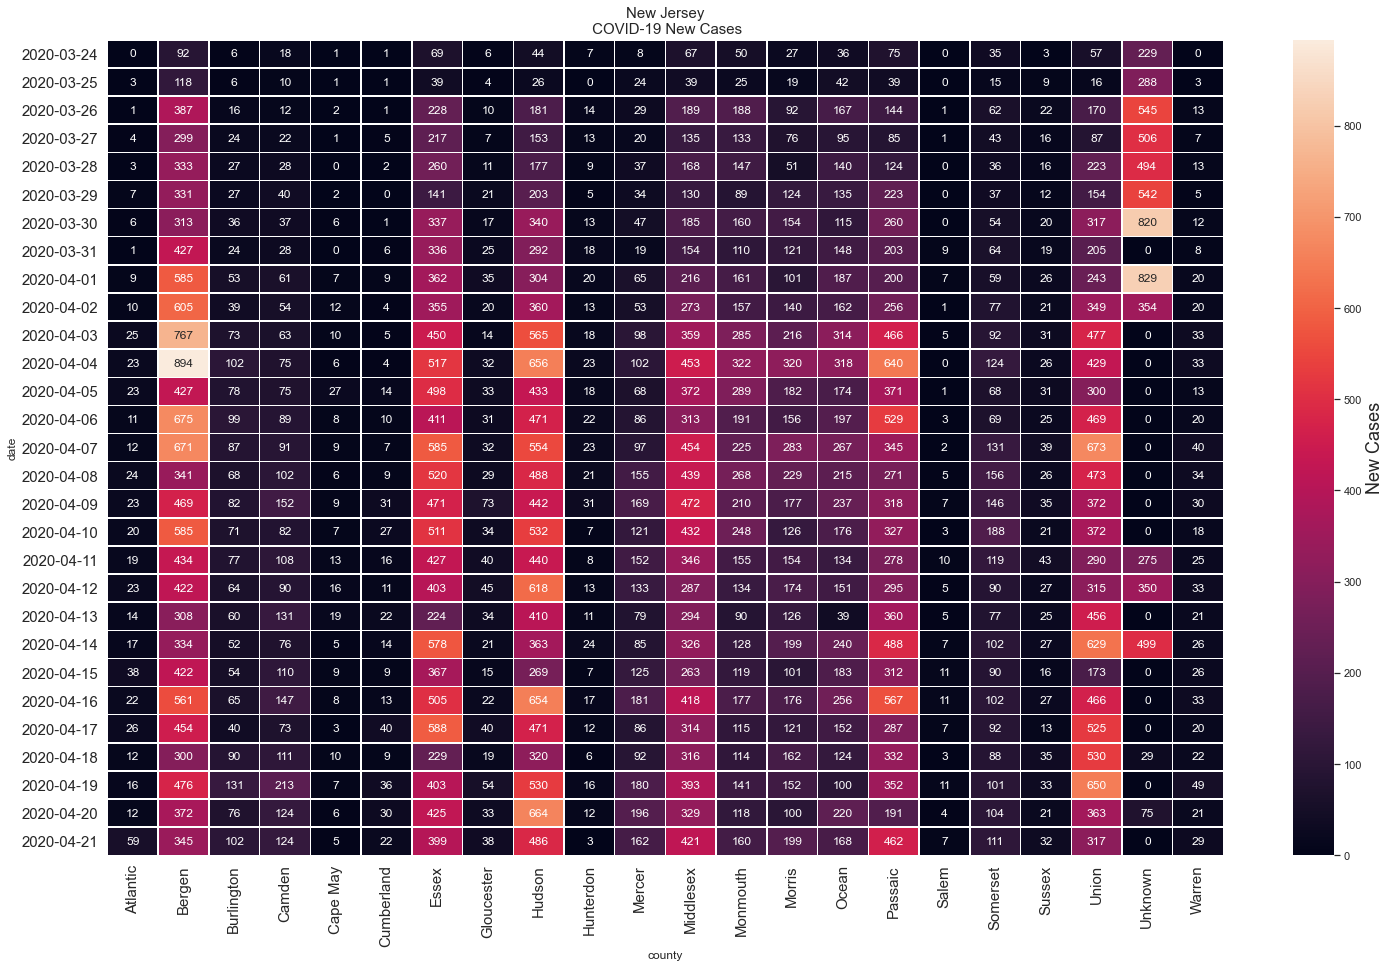 New Jersey
COVID-19 New Cases
2020-03-24 0 92 6 18 1 1 69 6 44 7 8 67 50 27 36 75 0 35 3 57 229 0
2020-03-25 3 118 6 10 1 1 39 4 26 0 24 39 25 19 42 39 0 15 9 16 288 3
2020-03-26 1 387 16 12 2 1 228 10 181 14 29 189 188 92 167 144 1 62 22 170 545 13
2020-03-27 4 299 24 22 1 5 217 7 153 13 20 135 133 76 95 85 1 43 16 87 506 7
2020-03-28 3 333 27 28 0 2 260 11 177 9 37 168 147 51 140 124 0 36 16 223 494 13
2020-03-29 7 331 27 40 2 0 141 21 203 5 34 130 89 124 135 223 0 37 12 154 542 5
2020-03-30 6 313 36 37 6 1 337 17 340 13 47 185 160 154 115 260 0 54 20 317 820 12
2020-03-31 1 427 24 28 0 6 336 25 292 18 19 154 110 121 148 203 9 64 19 205 0 8
2020-04-01 9 585 53 61 7 9 362 35 304 20 65 216 161 101 187 200 7 59 26 243 829 20
2020-04-02 10 605 39 54 12 4 355 20 360 13 53 273 157 140 162 256 1 77 21 349 354 20
2020-04-03 25 767 73 63 10 5 450 14 565 18 98 359 285 216 314 466 5 92 31 477 0 33
2020-04-04 23 894 102 75 6 4 517 32 656 23 102 453 322 320 318 640 0 124 26 429 0 33
2020-04-05 23 427 78 75 27 14 498 33 433 18 68 372 289 182 174 371 1 68 31 300 0 13
2020-04-06 11 675 99 89 8 10 411 31 471 22 86 313 191 156 197 529 3 69 25 469 0 20
2020-04-07 12 671 87 91 9 7 585 32 554 23 97 454 225 283 267 345 2 131 39 673 0 40
2020-04-08 24 341 68 102 6 9 520 29 488 21 155 439 268 229 215 271 5 156 26 473 0 34
2020-04-09 23 469 82 152 9 31 471 73 442 31 169 472 210 177 237 318 7 146 35 372 0 30
2020-04-10 20 585 71 82 7 27 511 34 532 7 121 432 248 126 176 327 3 188 21 372 0 18
2020-04-11 19 434 77 108 13 16 427 40 440 8 152 346 155 154 134 278 10 119 43 290 275 25
2020-04-12 23 422 64 90 16 11 403 45 618 13 133 287 134 174 151 295 5 90 27 315 350 33
2020-04-13 14 308 60 131 19 22 224 34 410 11 79 294 90 126 39 360 5 77 25 456 0 21
2020-04-14 17 334 52 76 5 14 578 21 363 24 85 326 128 199 240 488 7 102 27 629 499 26
2020-04-15 38 422 54 110 9 9 367 15 269 7 125 263 119 101 183 312 11 90 16 173 0 26
2020-04-16 22 561 65 147 8 13 505 22 654 17 181 418 177 176 256 567 11 102 27 466 0 33
2020-04-17 26 454 40 73 3 40 588 40 471 12 86 314 115 121 152 287 7 92 13 525 0 20
2020-04-18 12 300 90 111 10 9 229 19 320 6 92 316 114 162 124 332 3 88 35 530 29 22
2020-04-19 16 476 131 213 7 36 403 54 530 16 180 393 141 152 100 352 11 101 33 650 0 49
2020-04-20 12 372 76 124 6 30 425 33 664 12 196 329 118 100 220 191 4 104 21 363 75 21
2020-04-21 59 345 102 124 5 22 399 38 486 3 162 421 160 199 168 462 7 111 32 317 0 29
Atlantic Bergen Burlington Camden Cape May Cumberland Essex Gloucester Hudson Hunterdon Mercer Middlesex Monmouth Morris Ocean Passaic Salem Somerset Sussex Union Unknown Warren
county
date
800
700
600
500
400
300
200
100
0
New Cases